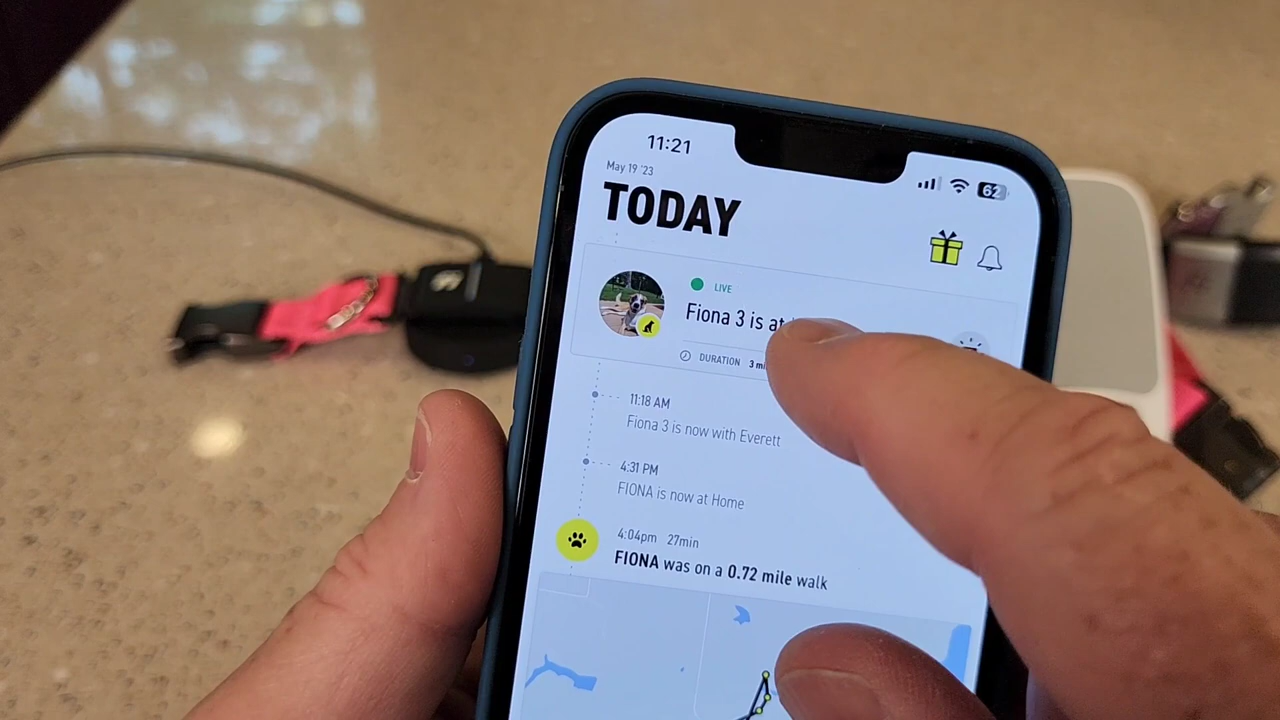 11:21
62
May 19 '23
TODAY
LIVE
Fiona 3 is at
DURATION 3
11:18 AM
Fiona 3 is now with Everett
4:31 PM
FIONA is now at Home
4:04pm 27min
FIONA was on a 0.72 mile walk